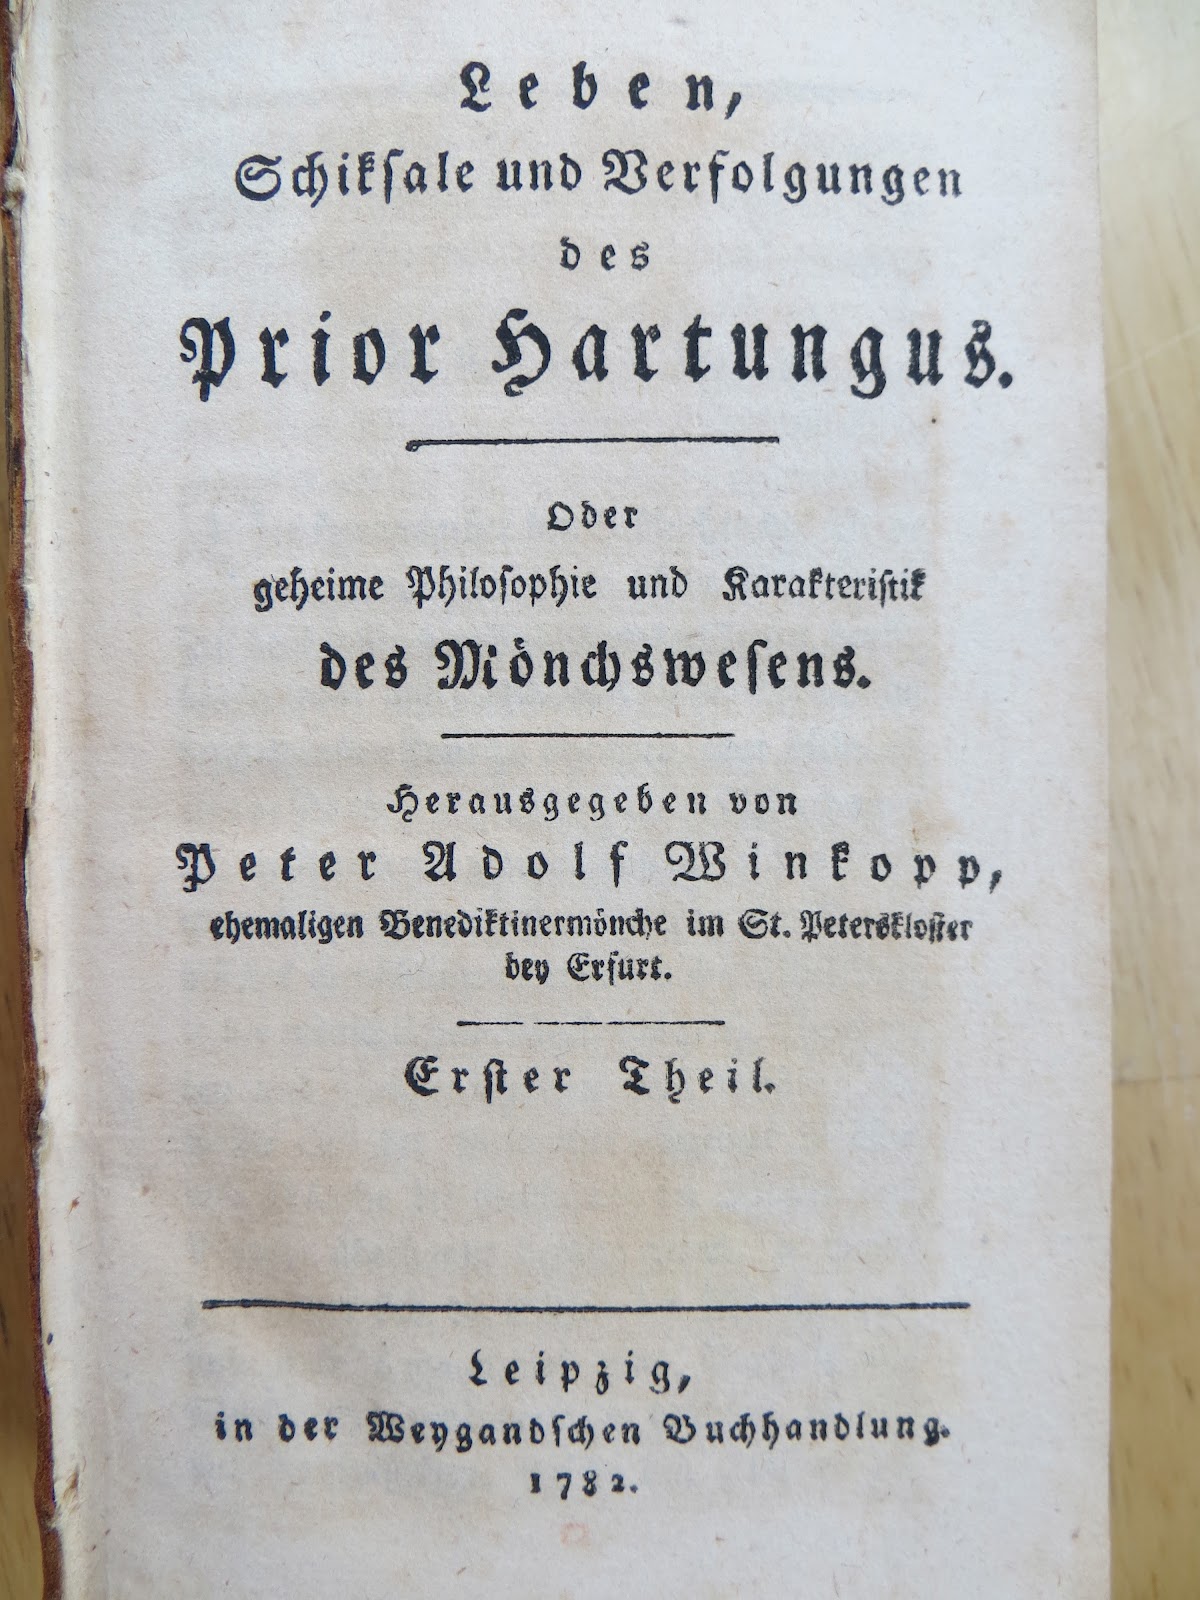 Leben,
Schikſale und Verfolgungen
des
Prior Hartungus.
Oder
geheime Philoſophie und Karakteriſtik
des Mönchsweſens.
Herausgegeben von
Peter Adolf Winkopp,
ehemaligen Benediktinermönche im St. Peterskloſter
bey Erfurt.
Erſter Theil.
Leipzig,
in der Weygandſchen Buchhandlung.
1782.